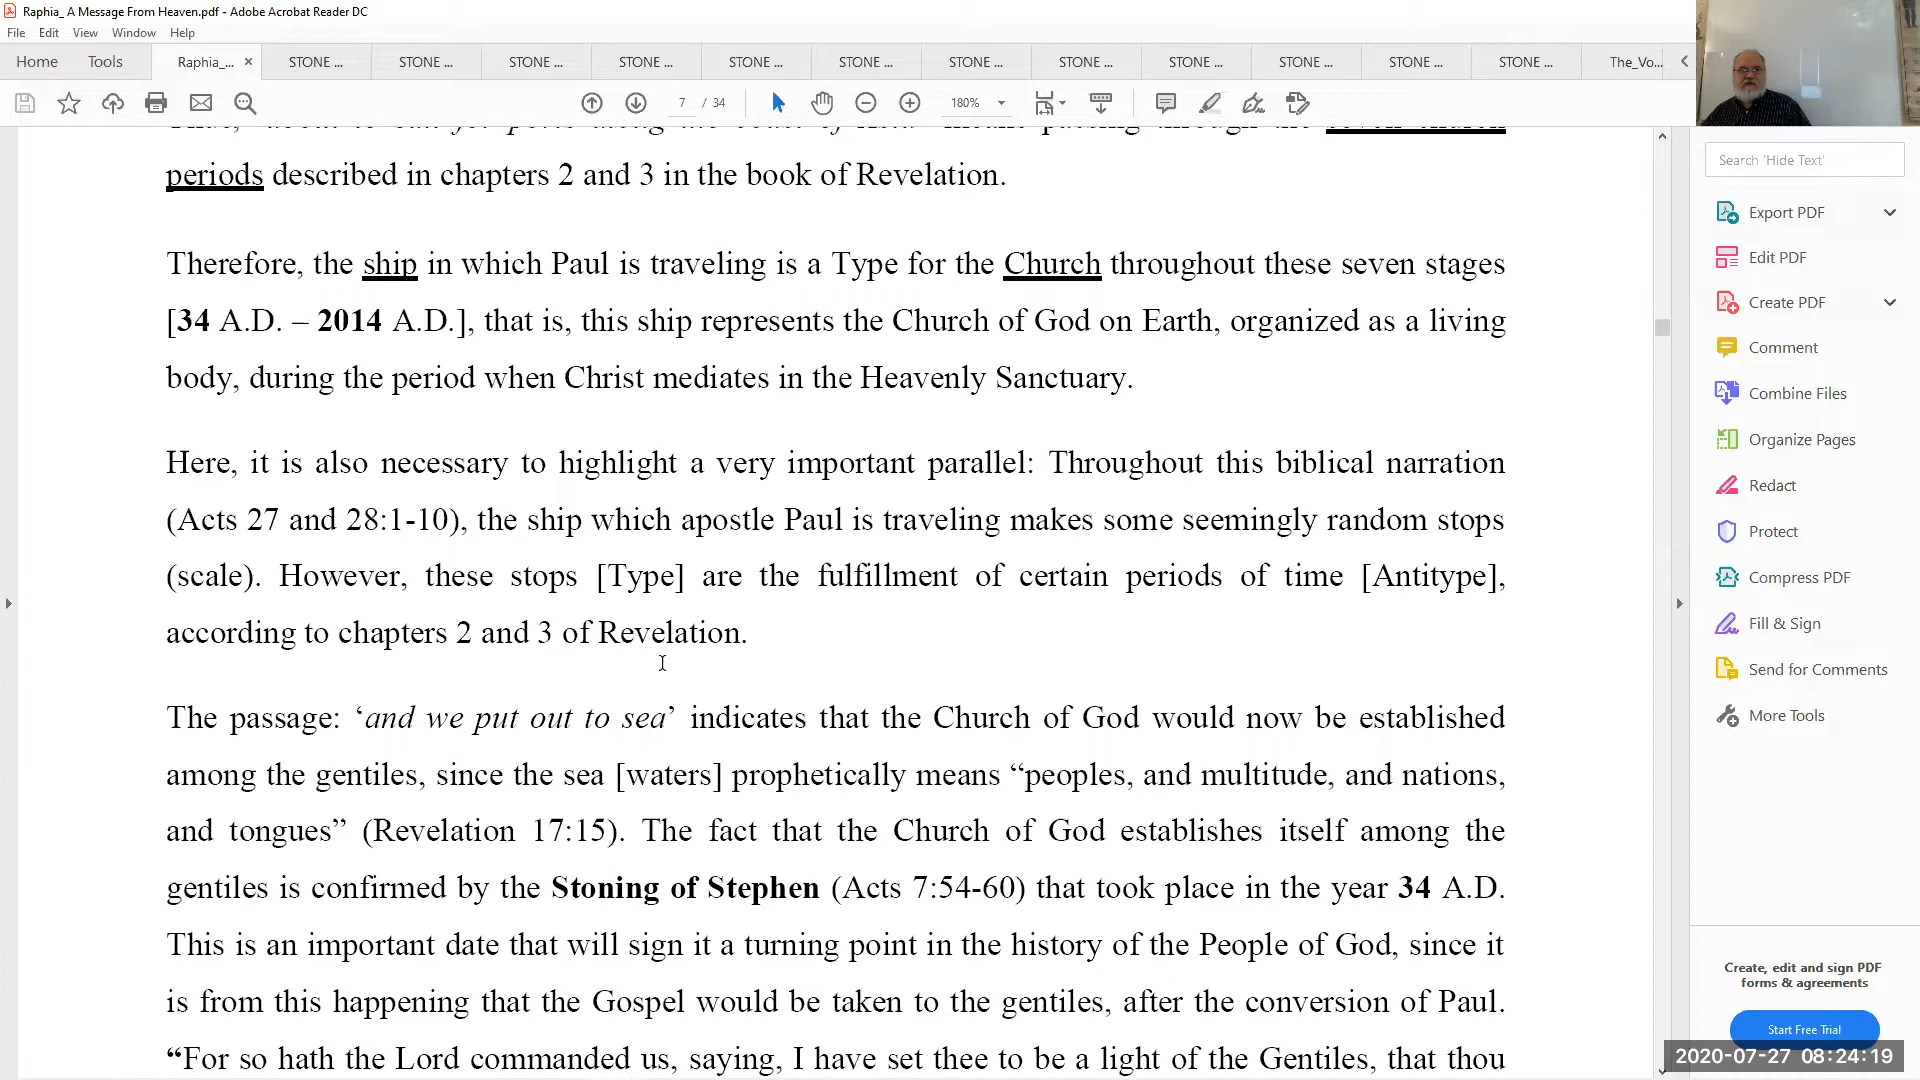 Raphia_ A Message From Heaven.pdf - Adobe Acrobat Reader DC
File Edit View Window Help
Home Tools Raphia_... × STONE ... STONE ... STONE ... STONE ... STONE ... STONE ... STONE ... STONE ... STONE ... STONE ... STONE ... STONE ... The_Vo...
7 / 34 180%
periods described in chapters 2 and 3 in the book of Revelation.
Therefore, the ship in which Paul is traveling is a Type for the Church throughout these seven stages
[34 A.D. – 2014 A.D.], that is, this ship represents the Church of God on Earth, organized as a living
body, during the period when Christ mediates in the Heavenly Sanctuary.
Here, it is also necessary to highlight a very important parallel: Throughout this biblical narration
(Acts 27 and 28:1-10), the ship which apostle Paul is traveling makes some seemingly random stops
(scale). However, these stops [Type] are the fulfillment of certain periods of time [Antitype],
according to chapters 2 and 3 of Revelation.
The passage: ‘and we put out to sea’ indicates that the Church of God would now be established
among the gentiles, since the sea [waters] prophetically means “peoples, and multitude, and nations,
and tongues” (Revelation 17:15). The fact that the Church of God establishes itself among the
gentiles is confirmed by the Stoning of Stephen (Acts 7:54-60) that took place in the year 34 A.D.
This is an important date that will sign it a turning point in the history of the People of God, since it
is from this happening that the Gospel would be taken to the gentiles, after the conversion of Paul.
“For so hath the Lord commanded us, saying, I have set thee to be a light of the Gentiles, that thou
Search 'Hide Text'
Export PDF
Edit PDF
Create PDF
Comment
Combine Files
Organize Pages
Redact
Protect
Compress PDF
Fill & Sign
Send for Comments
More Tools
Create, edit and sign PDF
forms & agreements
Start Free Trial
2020-07-27 08:24:19